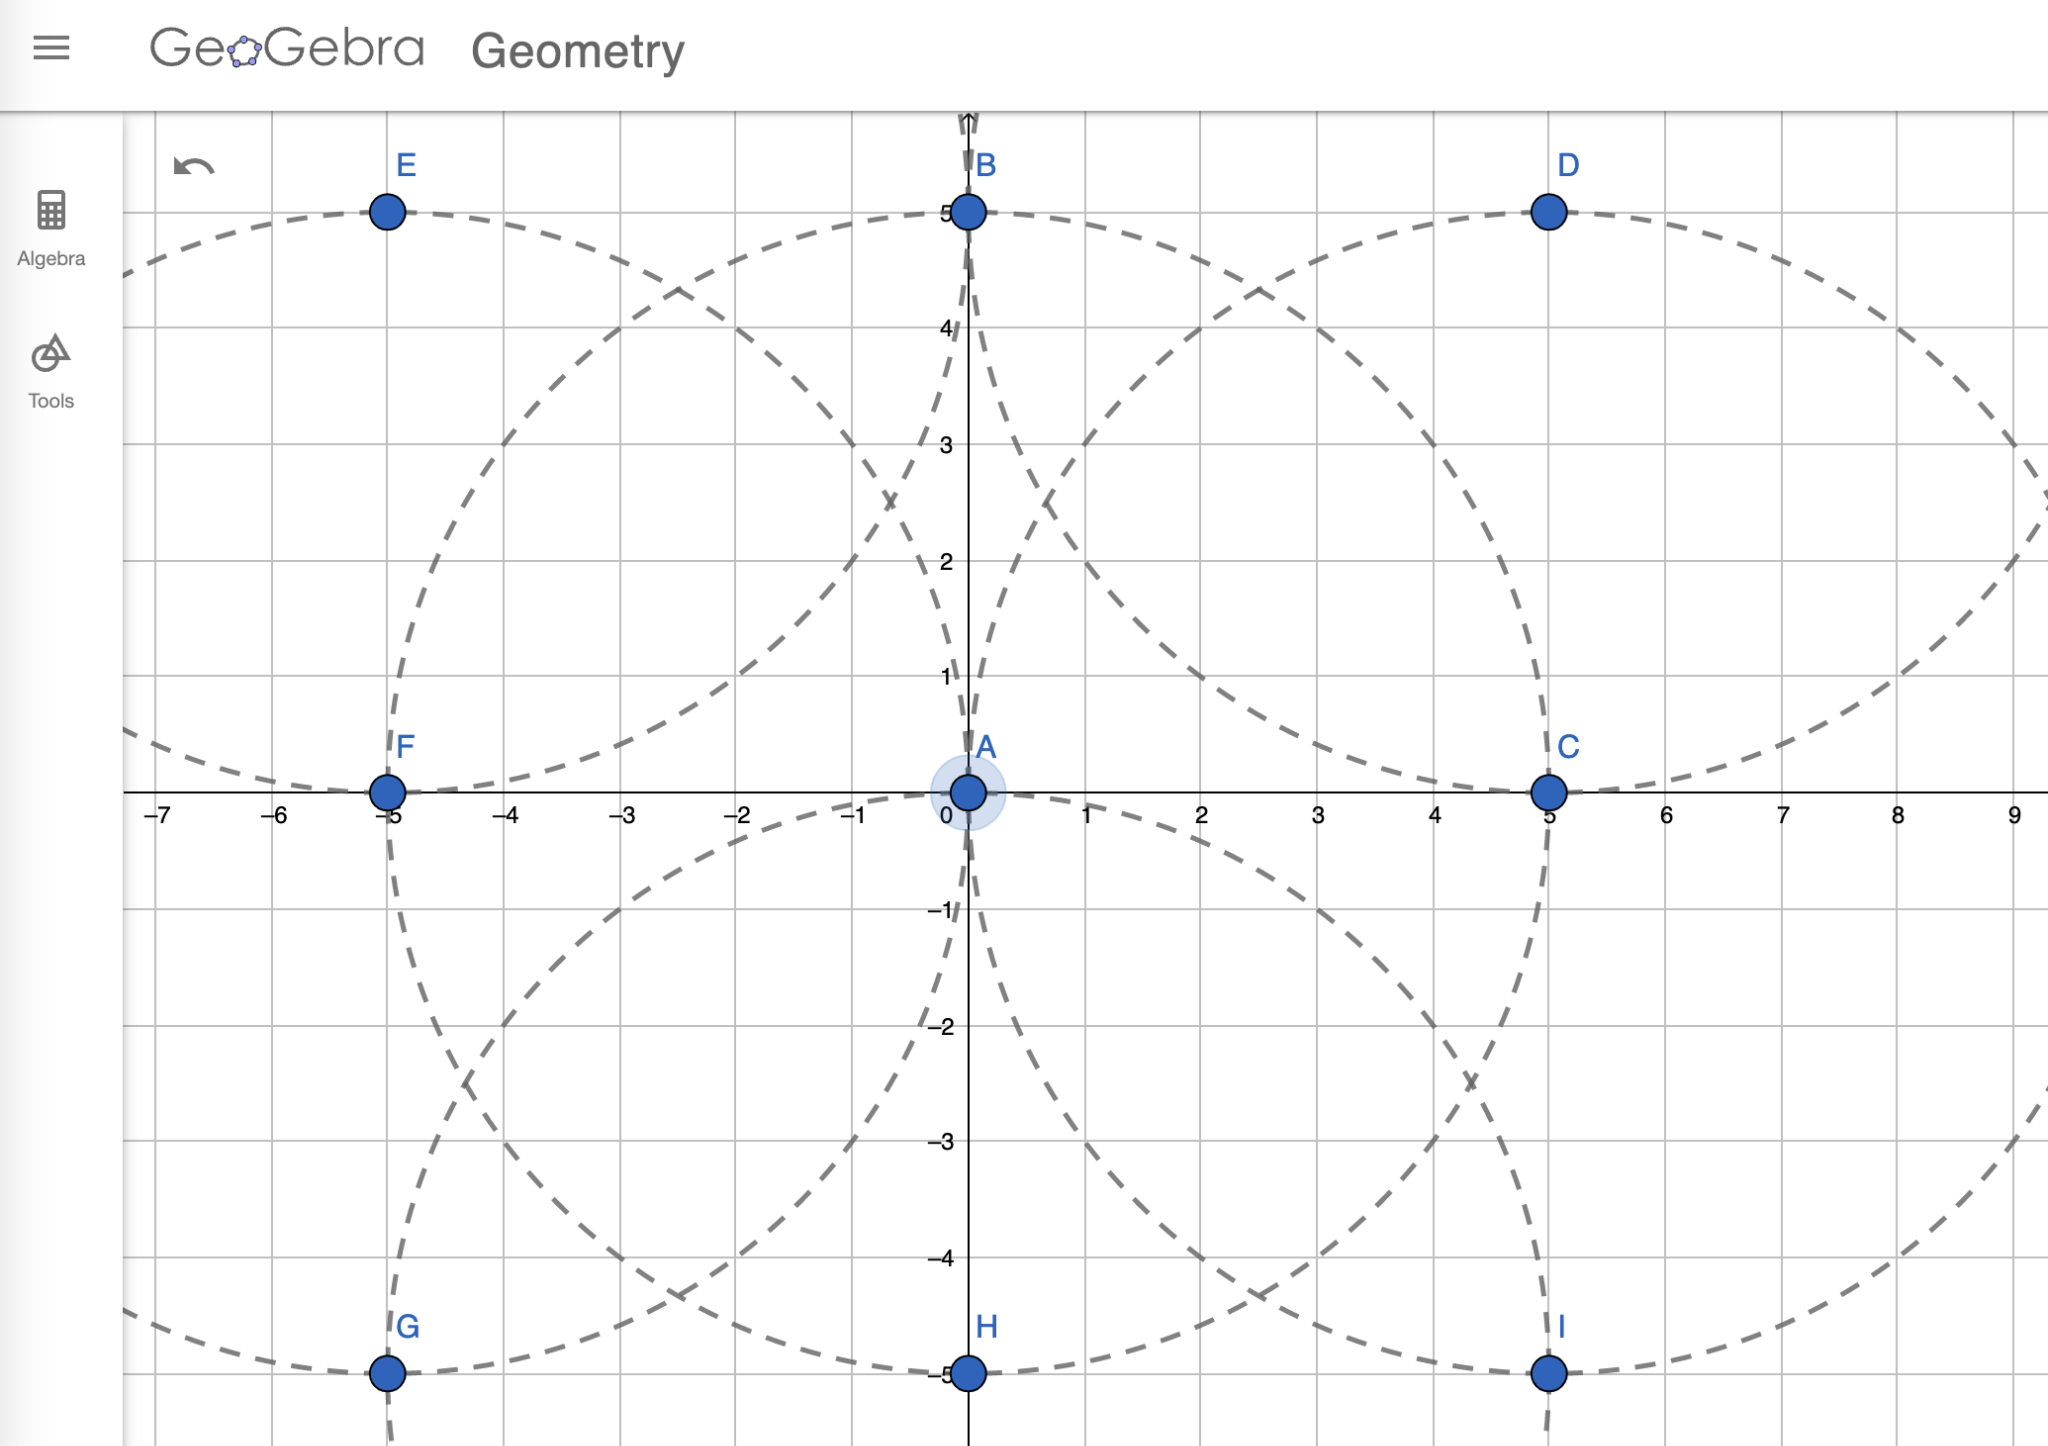 GeoGebra Geometry
E B D
5
Algebra
4
Tools
3
2
1
F A C
–7 –6 –5 –4 –3 –2 –1 0 1 2 3 4 5 6 7 8 9
–1
–2
–3
–4
G H I
–5